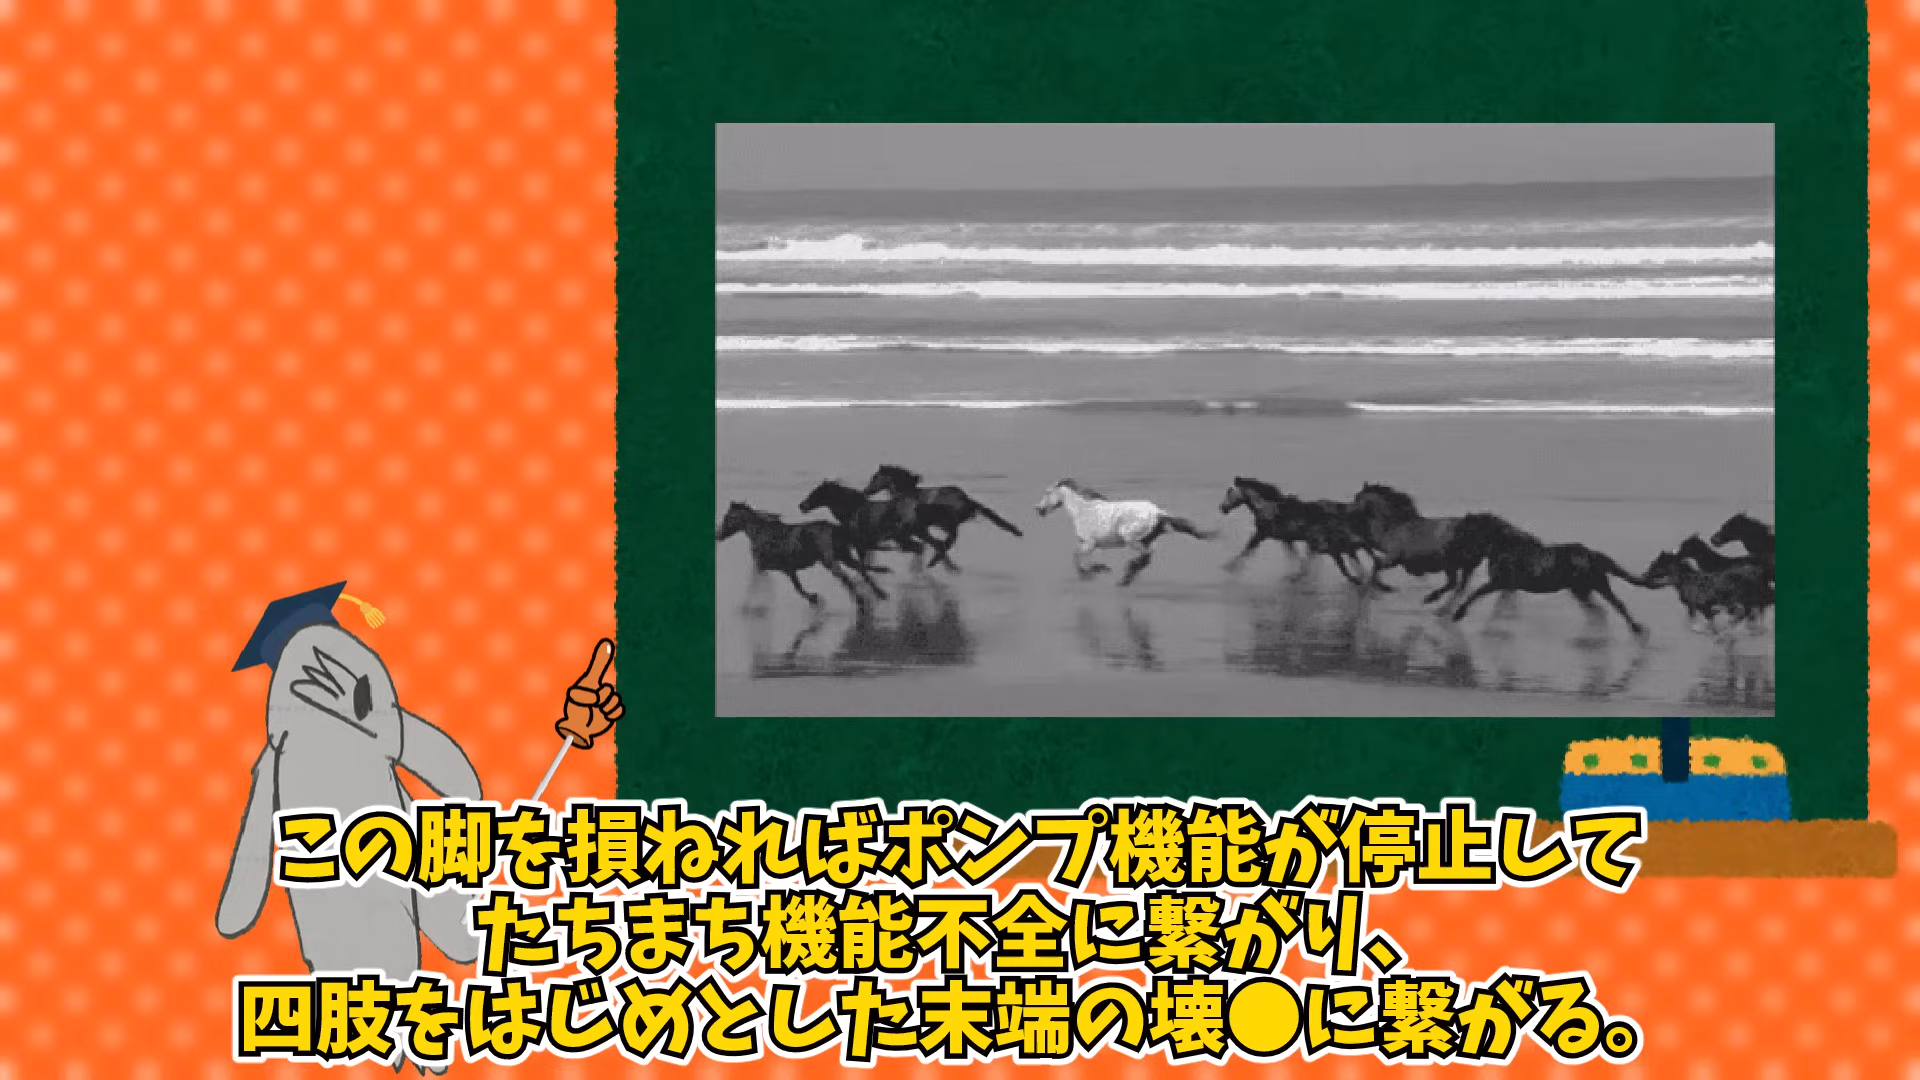 この脚を損ねればポンプ機能が停止して
たちまち機能不全に繋がり、
四肢をはじめとした末端の壊●に繋がる。